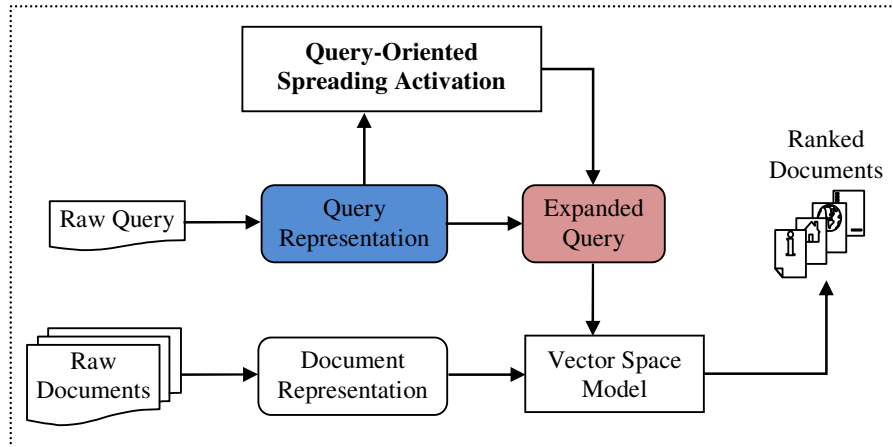 Query-Oriented
Spreading Activation
Ranked
Documents
Raw Query
Query
Representation
Expanded
Query
Raw
Documents
Document
Representation
Vector Space
Model